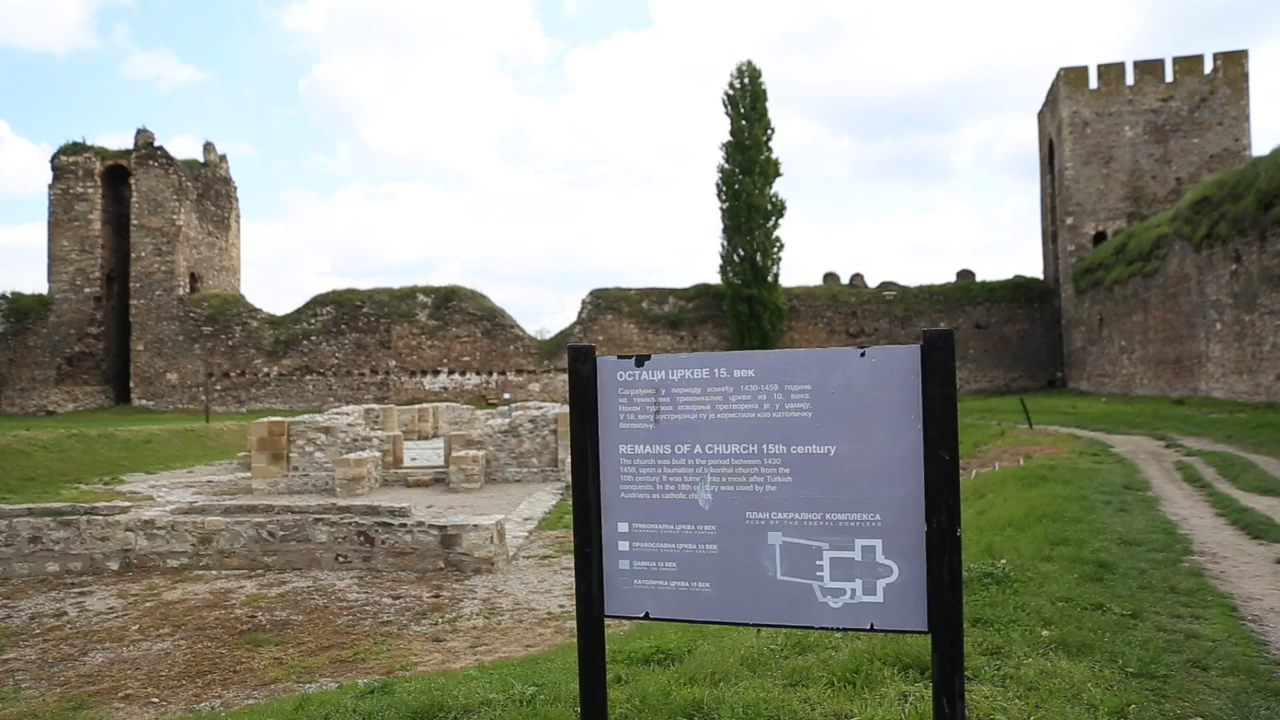 ОСТАЦИ ЦРКВЕ 15. век
Саграђена у периоду између 1430-1459 године
на темељима триконхалне цркве из 10. века.
Након турских освајања претворена је у џамију.
У 18. веку аустријанци су је користили као католичку
богомољу.
REMAINS OF A CHURCH 15th century
The church was built in the period between 1430
1459, upon a founation of trikonhal church from the
10th century. It was turned into a mosk after Turkish
conquests. In the 18th century was used by the
Austrians as catholic church.
ПЛАН САКРАЛНОГ КОМПЛЕКСА
PLAN OF THE SACRAL KOMPLEKS
ТРИКОНХАЛНА ЦРКВА 10 ВЕК
ПРАВОСЛАВНА ЦРКВА 15 ВЕК
ЏАМИЈА 15 ВЕК
КАТОЛИЧКА ЦРКВА 18 ВЕК